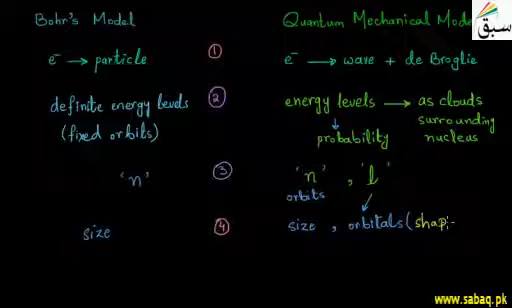 Bohr's Model
Quantum Mechanical Mode
سبق
e⁻ → particle
①
e⁻ → wave + de Broglie
definite energy levels
(fixed orbits)
②
energy levels → as clouds
surrounding
nucleus
probability
'n'
③
'n' , 'l'
orbits
size
④
size , orbitals (shap
www.sabaq.pk